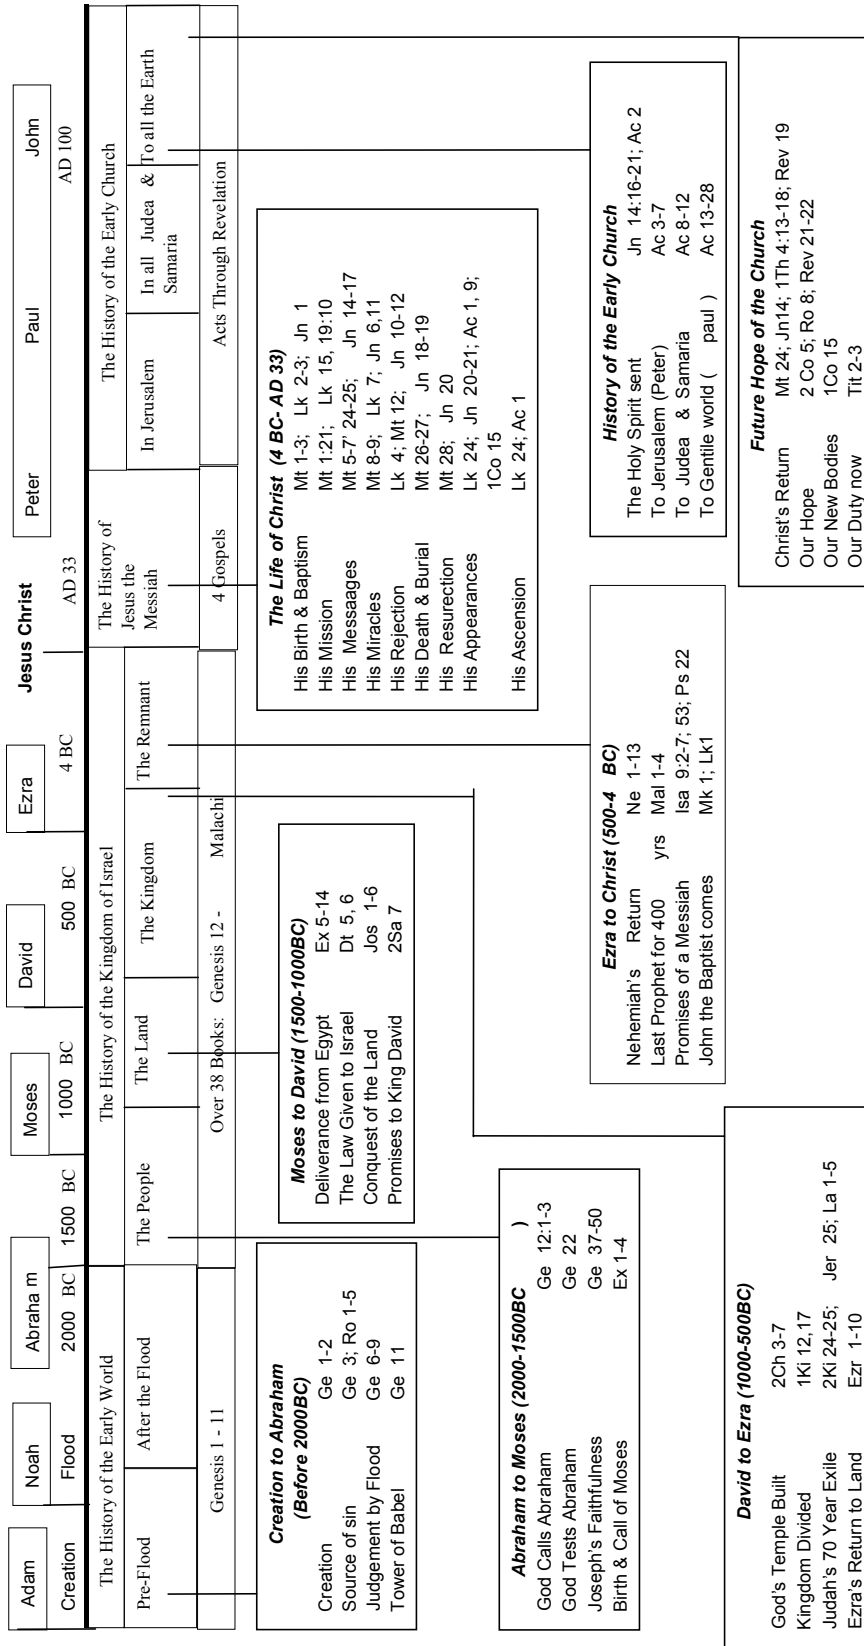 Adam Noah Abraha m Moses David Ezra Jesus Christ Peter Paul John
Creation Flood 2000 BC 1500 BC 1000 BC 500 BC 4 BC AD 33 AD 100
The History of the Early World
The History of the Kingdom of Israel
The History of
Jesus the
Messiah
The History of the Early Church
Pre-Flood
After the Flood
The People
The Land
The Kingdom
The Remnant
In Jerusalem
In all Judea &
Samaria
To all the Earth
Genesis 1 - 11
Over 38 Books: Genesis 12 - Malachi
4 Gospels
Acts Through Revelation
Creation to Abraham
(Before 2000BC)
Creation Ge 1-2
Source of sin Ge 3; Ro 1-5
Judgement by Flood Ge 6-9
Tower of Babel Ge 11
Moses to David (1500-1000BC)
Deliverance from Egypt Ex 5-14
The Law Given to Israel Dt 5, 6
Conquest of the Land Jos 1-6
Promises to King David 2Sa 7
The Life of Christ (4 BC- AD 33)
His Birth & Baptism Mt 1-3; Lk 2-3; Jn 1
His Mission Mt 1:21; Lk 15, 19:10
His Messaages Mt 5-7' 24-25; Jn 14-17
His Miracles Mt 8-9; Lk 7; Jn 6,11
His Rejection Lk 4; Mt 12; Jn 10-12
His Death & Burial Mt 26-27; Jn 18-19
His Resurection Mt 28; Jn 20
His Appearances Lk 24; Jn 20-21; Ac 1, 9;
1Co 15
His Ascension Lk 24; Ac 1
Abraham to Moses (2000-1500BC )
God Calls Abraham Ge 12:1-3
God Tests Abraham Ge 22
Joseph's Faithfulness Ge 37-50
Birth & Call of Moses Ex 1-4
Ezra to Christ (500-4 BC)
Nehemiah's Return Ne 1-13
Last Prophet for 400 yrs Mal 1-4
Promises of a Messiah Isa 9:2-7; 53; Ps 22
John the Baptist comes Mk 1; Lk1
History of the Early Church
The Holy Spirit sent Jn 14:16-21; Ac 2
To Jerusalem (Peter) Ac 3-7
To Judea & Samaria Ac 8-12
To Gentile world ( paul ) Ac 13-28
David to Ezra (1000-500BC)
God's Temple Built 2Ch 3-7
Kingdom Divided 1Ki 12,17
Judah's 70 Year Exile 2Ki 24-25; Jer 25; La 1-5
Ezra's Return to Land Ezr 1-10
Future Hope of the Church
Christ's Return Mt 24; Jn14; 1Th 4:13-18; Rev 19
Our Hope 2 Co 5; Ro 8; Rev 21-22
Our New Bodies 1Co 15
Our Duty now Tit 2-3